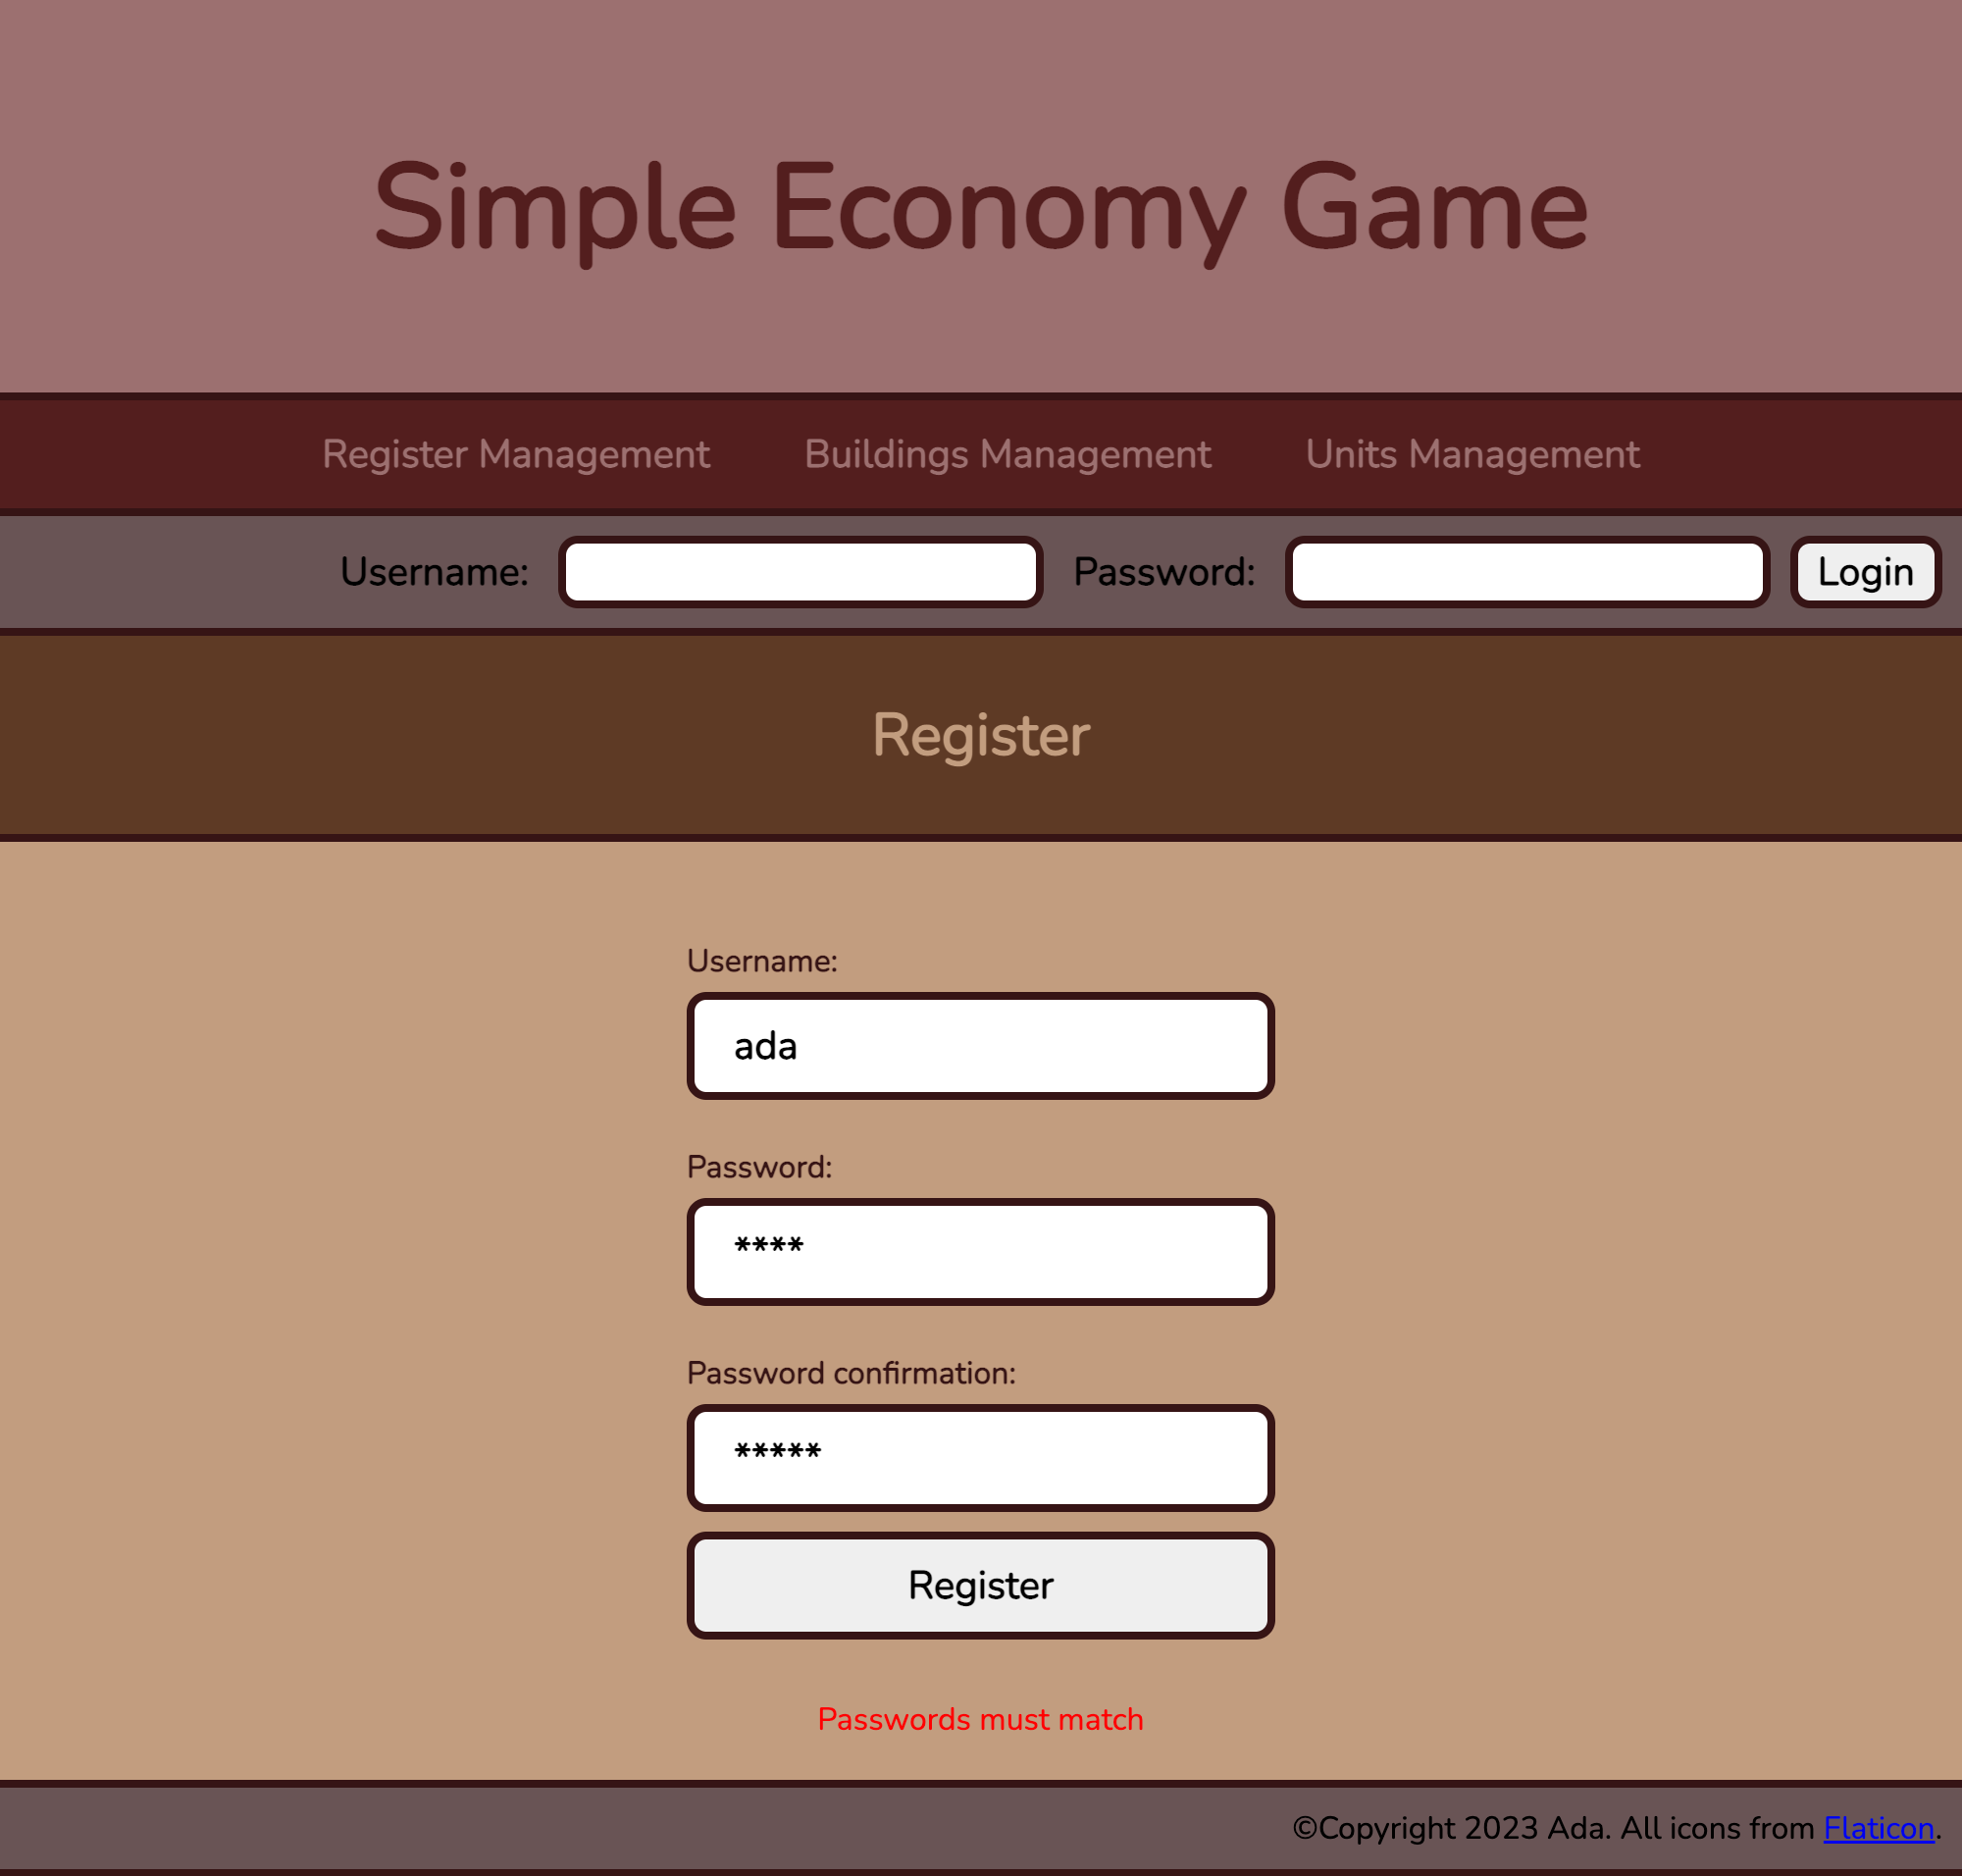 Simple Economy Game
Register Management Buildings Management Units Management
Username: Password: Login
Register
Username:
ada
Password:
****
Password confirmation:
*****
Register
Passwords must match
©Copyright 2023 Ada. All icons from Flaticon.